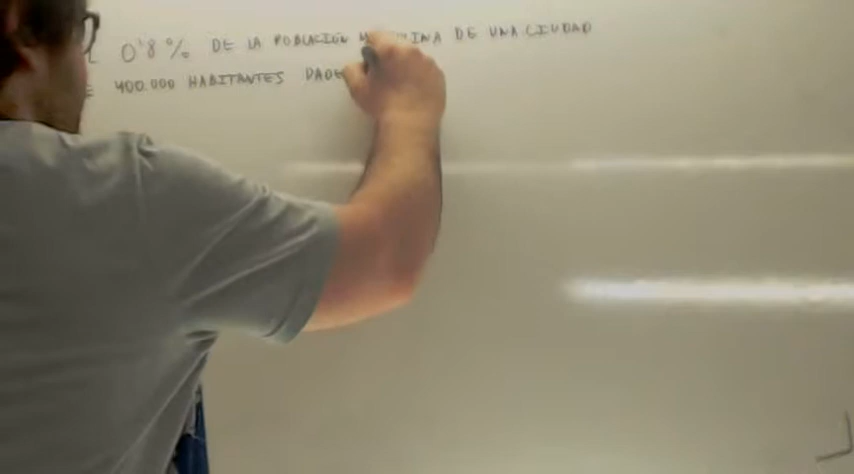 0'8 % DE LA POBLACIÓN DE UNA CIUDAD
400.000 HABITANTES